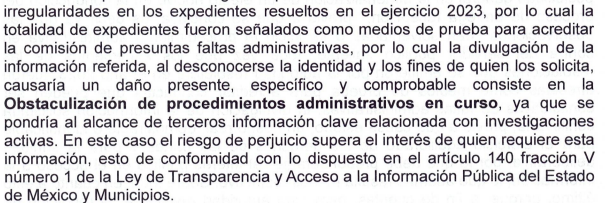 irregularidades en los expedientes resueltos en el ejercicio 2023, por lo cual la
totalidad de expedientes fueron señalados como medios de prueba para acreditar
la comisión de presuntas faltas administrativas, por lo cual la divulgación de la
información referida, al desconocerse la identidad y los fines de quien los solicita,
causaría un daño presente, específico y comprobable consiste en la
Obstaculización de procedimientos administrativos en curso, ya que se
pondría al alcance de terceros información clave relacionada con investigaciones
activas. En este caso el riesgo de perjuicio supera el interés de quien requiere esta
información, esto de conformidad con lo dispuesto en el artículo 140 fracción V
número 1 de la Ley de Transparencia y Acceso a la Información Pública del Estado
de México y Municipios.